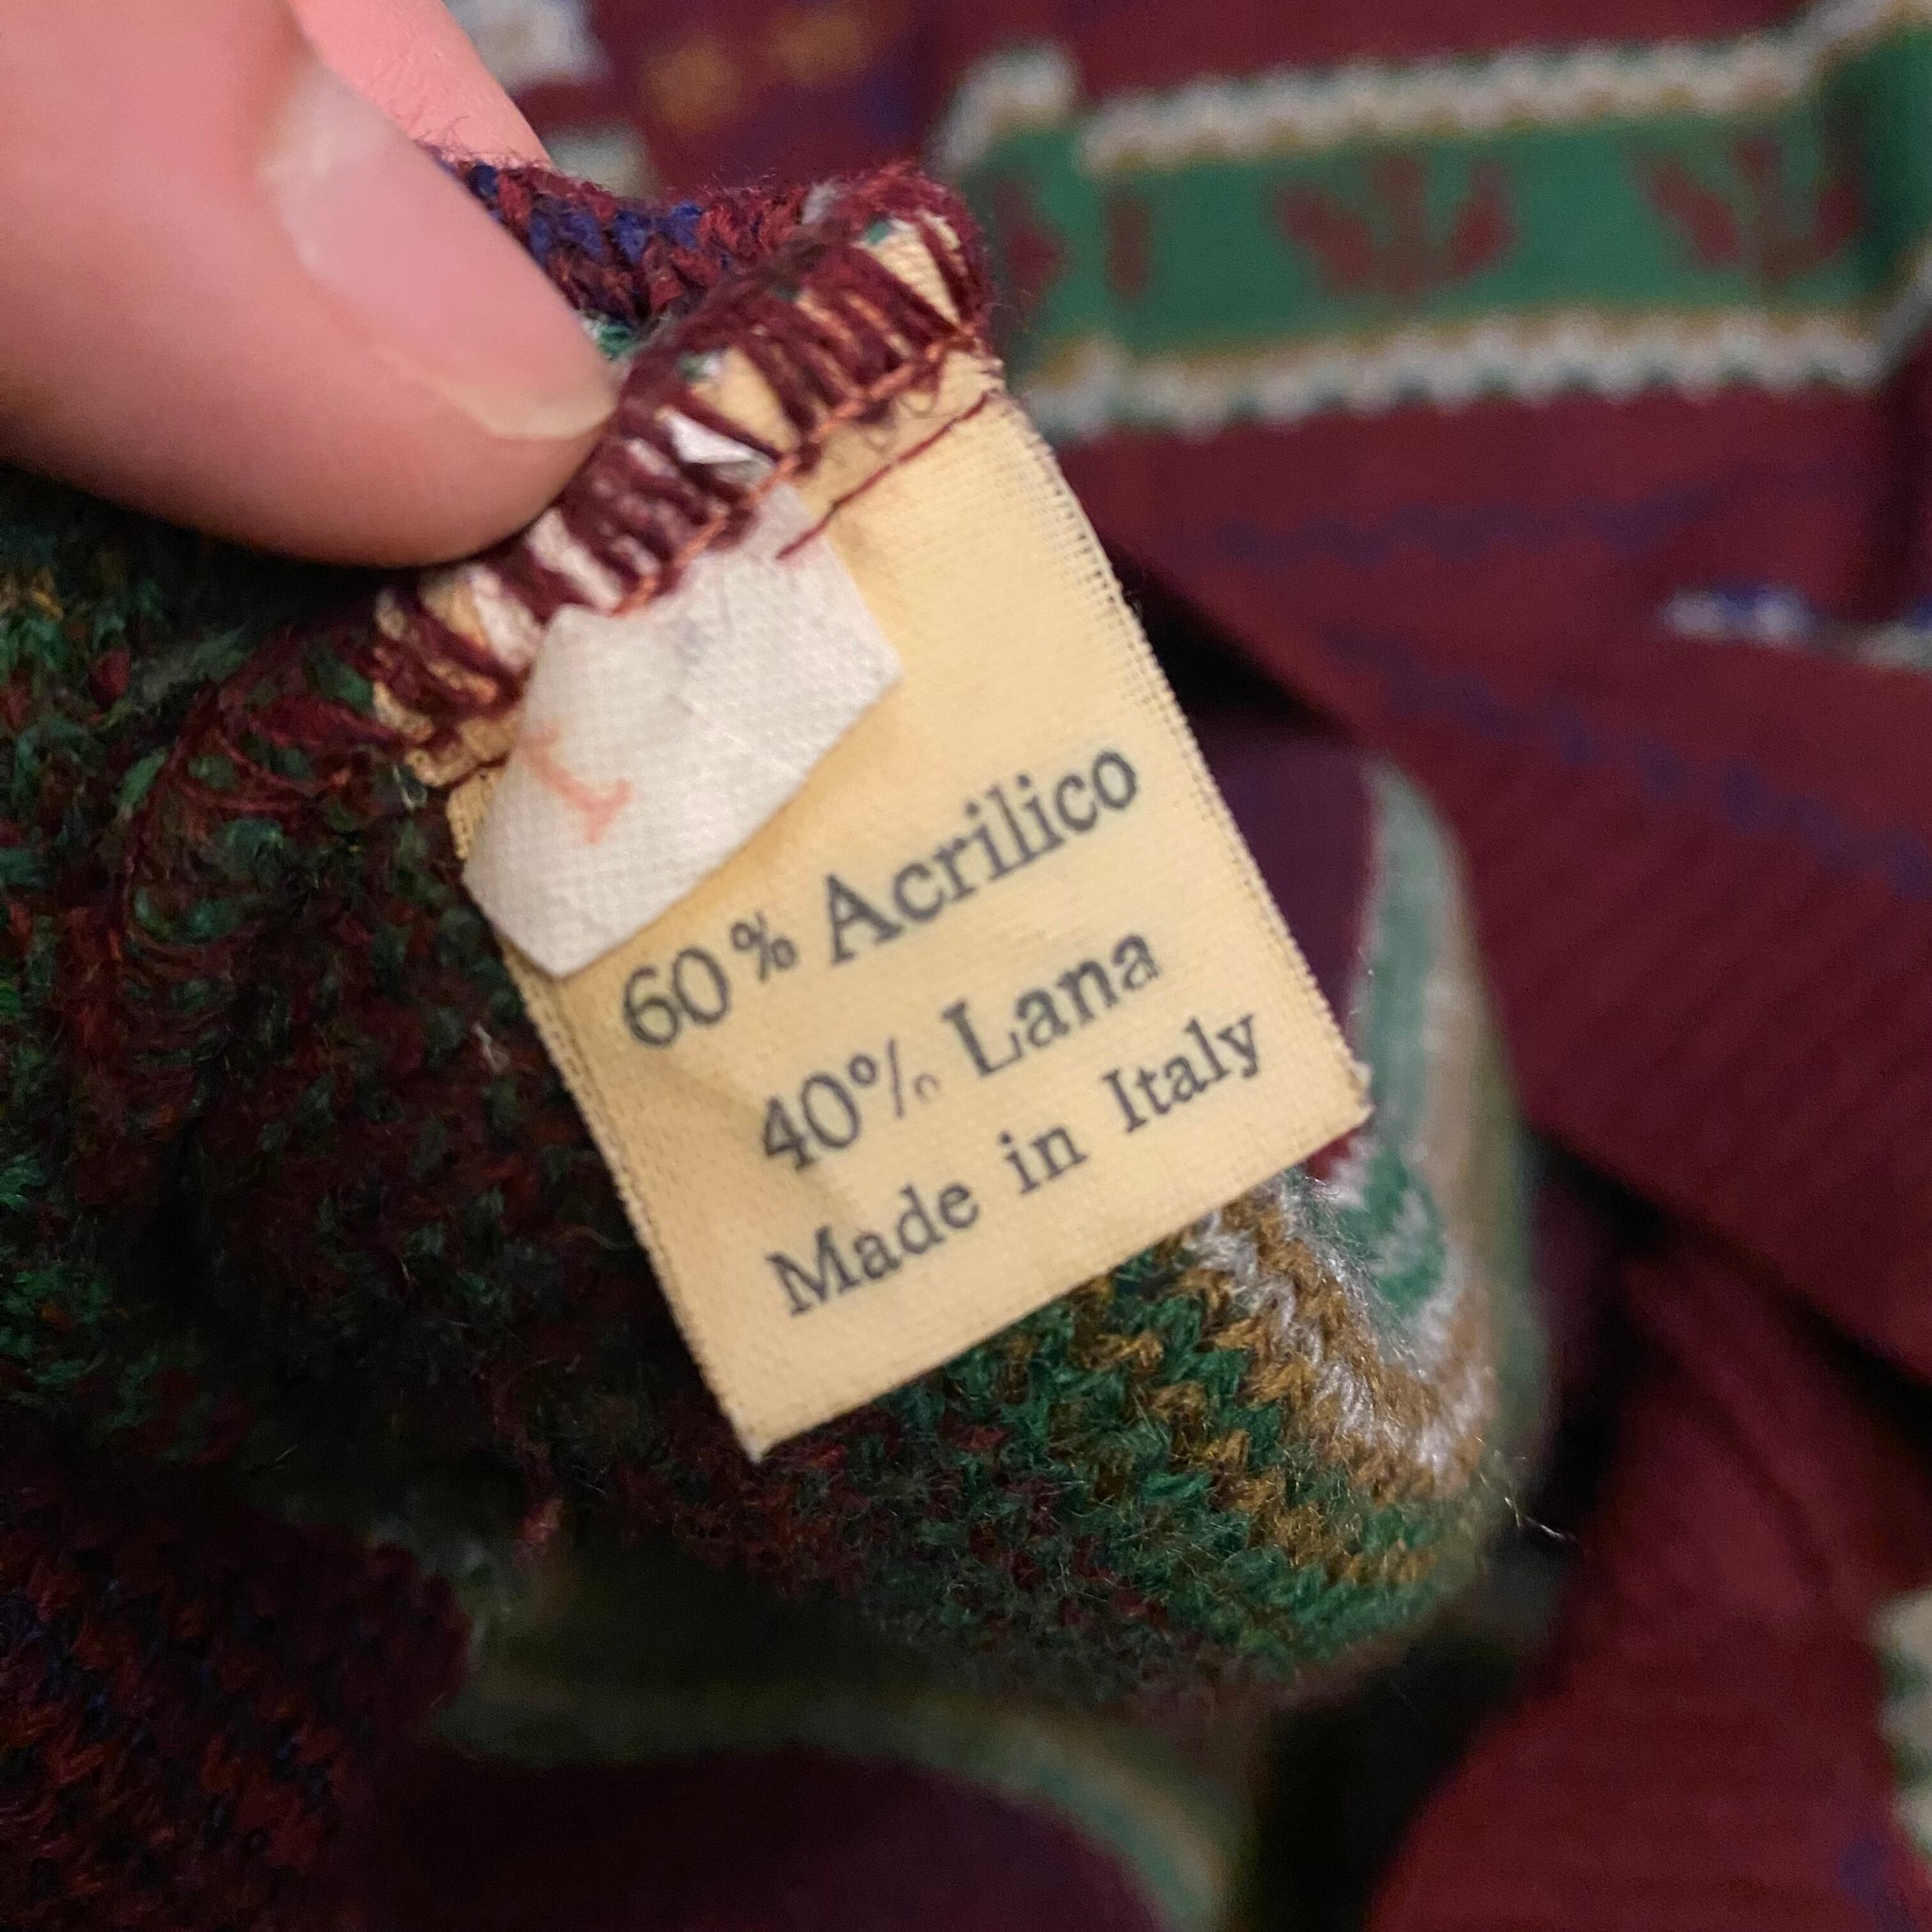 60% Acrilico
40% Lana
Made in Italy